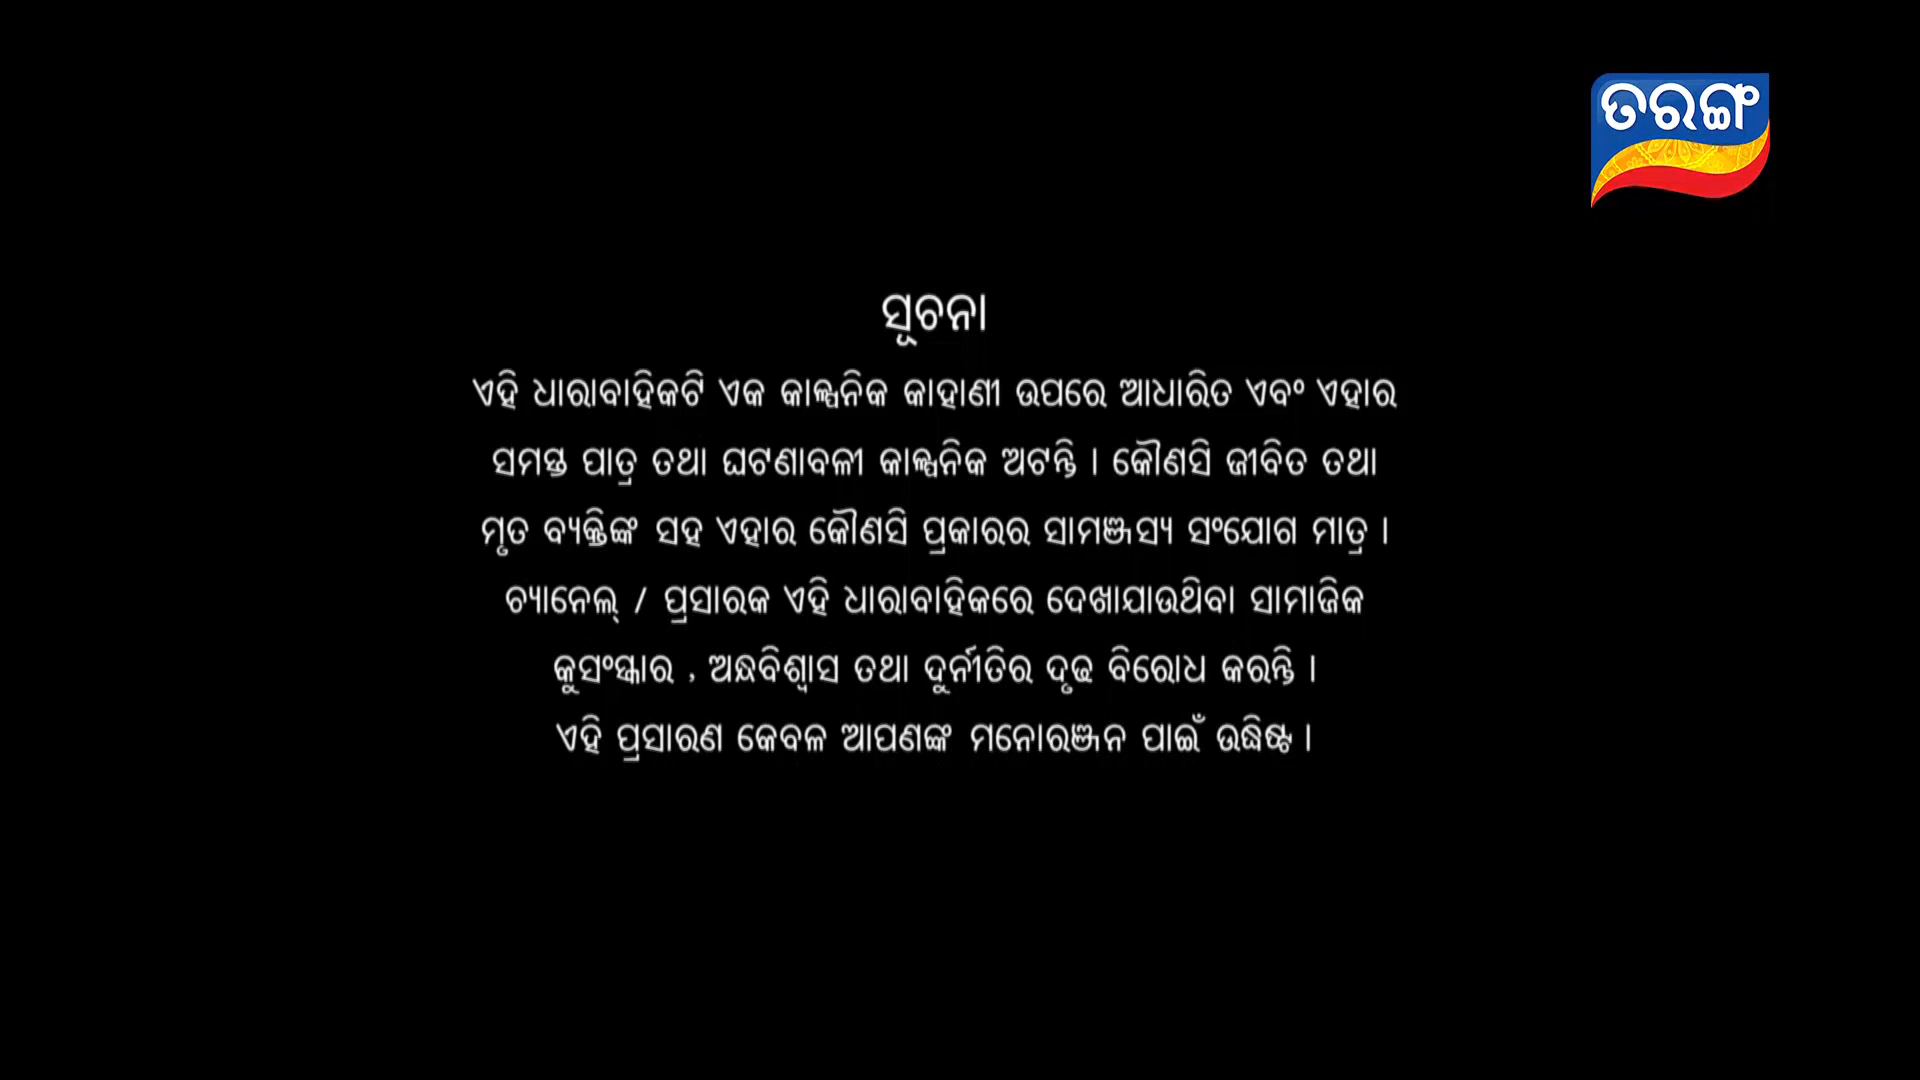 ତରଙ୍ଗ
ସୂଚନା
ଏହି ଧାରାବାହିକଟି ଏକ କାଳ୍ପନିକ କାହାଣୀ ଉପରେ ଆଧାରିତ ଏବଂ ଏହାର
ସମସ୍ତ ପାତ୍ର ତଥା ଘଟଣାବଳୀ କାଳ୍ପନିକ ଅଟନ୍ତି । କୌଣସି ଜୀବିତ ତଥା
ମୃତ ବ୍ୟକ୍ତିଙ୍କ ସହ ଏହାର କୌଣସି ପ୍ରକାରର ସାମଞ୍ଜସ୍ୟ ସଂଯୋଗ ମାତ୍ର ।
ଚ୍ୟାନେଲ୍ / ପ୍ରସାରକ ଏହି ଧାରାବାହିକରେ ଦେଖାଯାଉଥିବା ସାମାଜିକ
କୁସଂସ୍କାର , ଅନ୍ଧବିଶ୍ୱାସ ତଥା ଦୁର୍ନୀତିର ଦୃଢ ବିରୋଧ କରନ୍ତି ।
ଏହି ପ୍ରସାରଣ କେବଳ ଆପଣଙ୍କ ମନୋରଞ୍ଜନ ପାଇଁ ଉଦ୍ଧିଷ୍ଟ ।